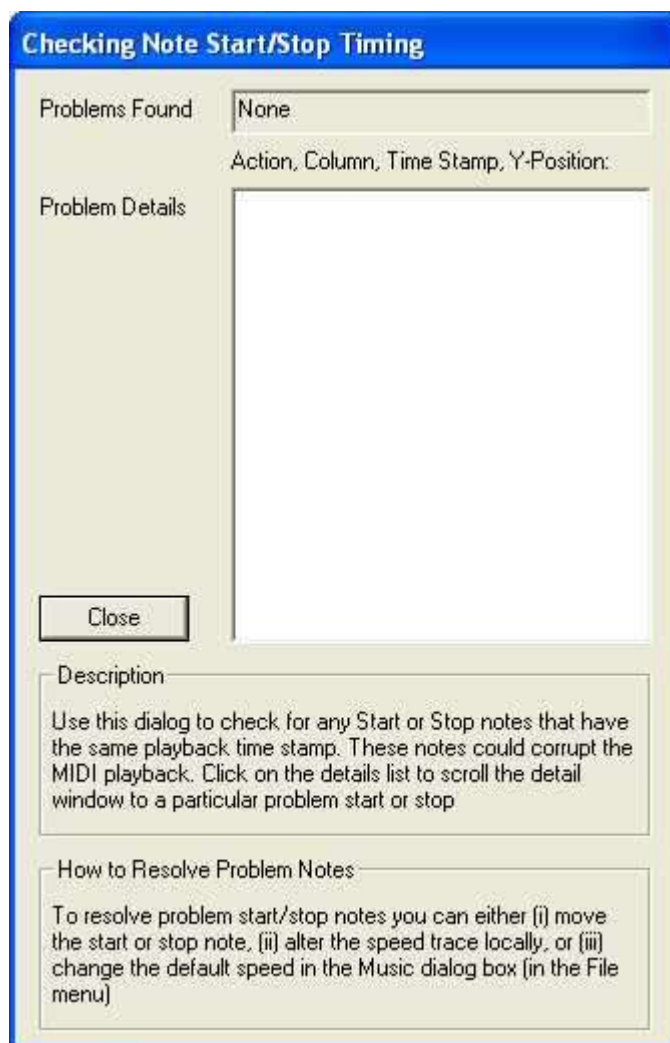 Checking Note Start/Stop Timing
Problems Found
None
Action, Column, Time Stamp, Y-Position:
Problem Details
Close
Description
Use this dialog to check for any Start or Stop notes that have
the same playback time stamp. These notes could corrupt the
MIDI playback. Click on the details list to scroll the detail
window to a particular problem start or stop
How to Resolve Problem Notes
To resolve problem start/stop notes you can either (i) move
the start or stop note, (ii) alter the speed trace locally, or (iii)
change the default speed in the Music dialog box (in the File
menu)